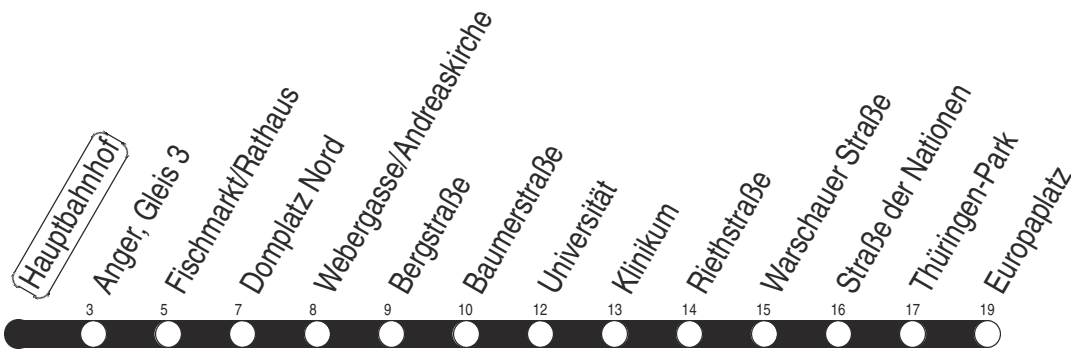 Hauptbahnhof
Anger, Gleis 3
Fischmarkt/Rathaus
Domplatz Nord
Webergasse/Andreaskirche
Bergstraße
Baumerstraße
Universität
Klinikum
Riethstraße
Warschauer Straße
Straße der Nationen
Thüringen-Park
Europaplatz
3 5 7 8 9 10 12 13 14 15 16 17 19